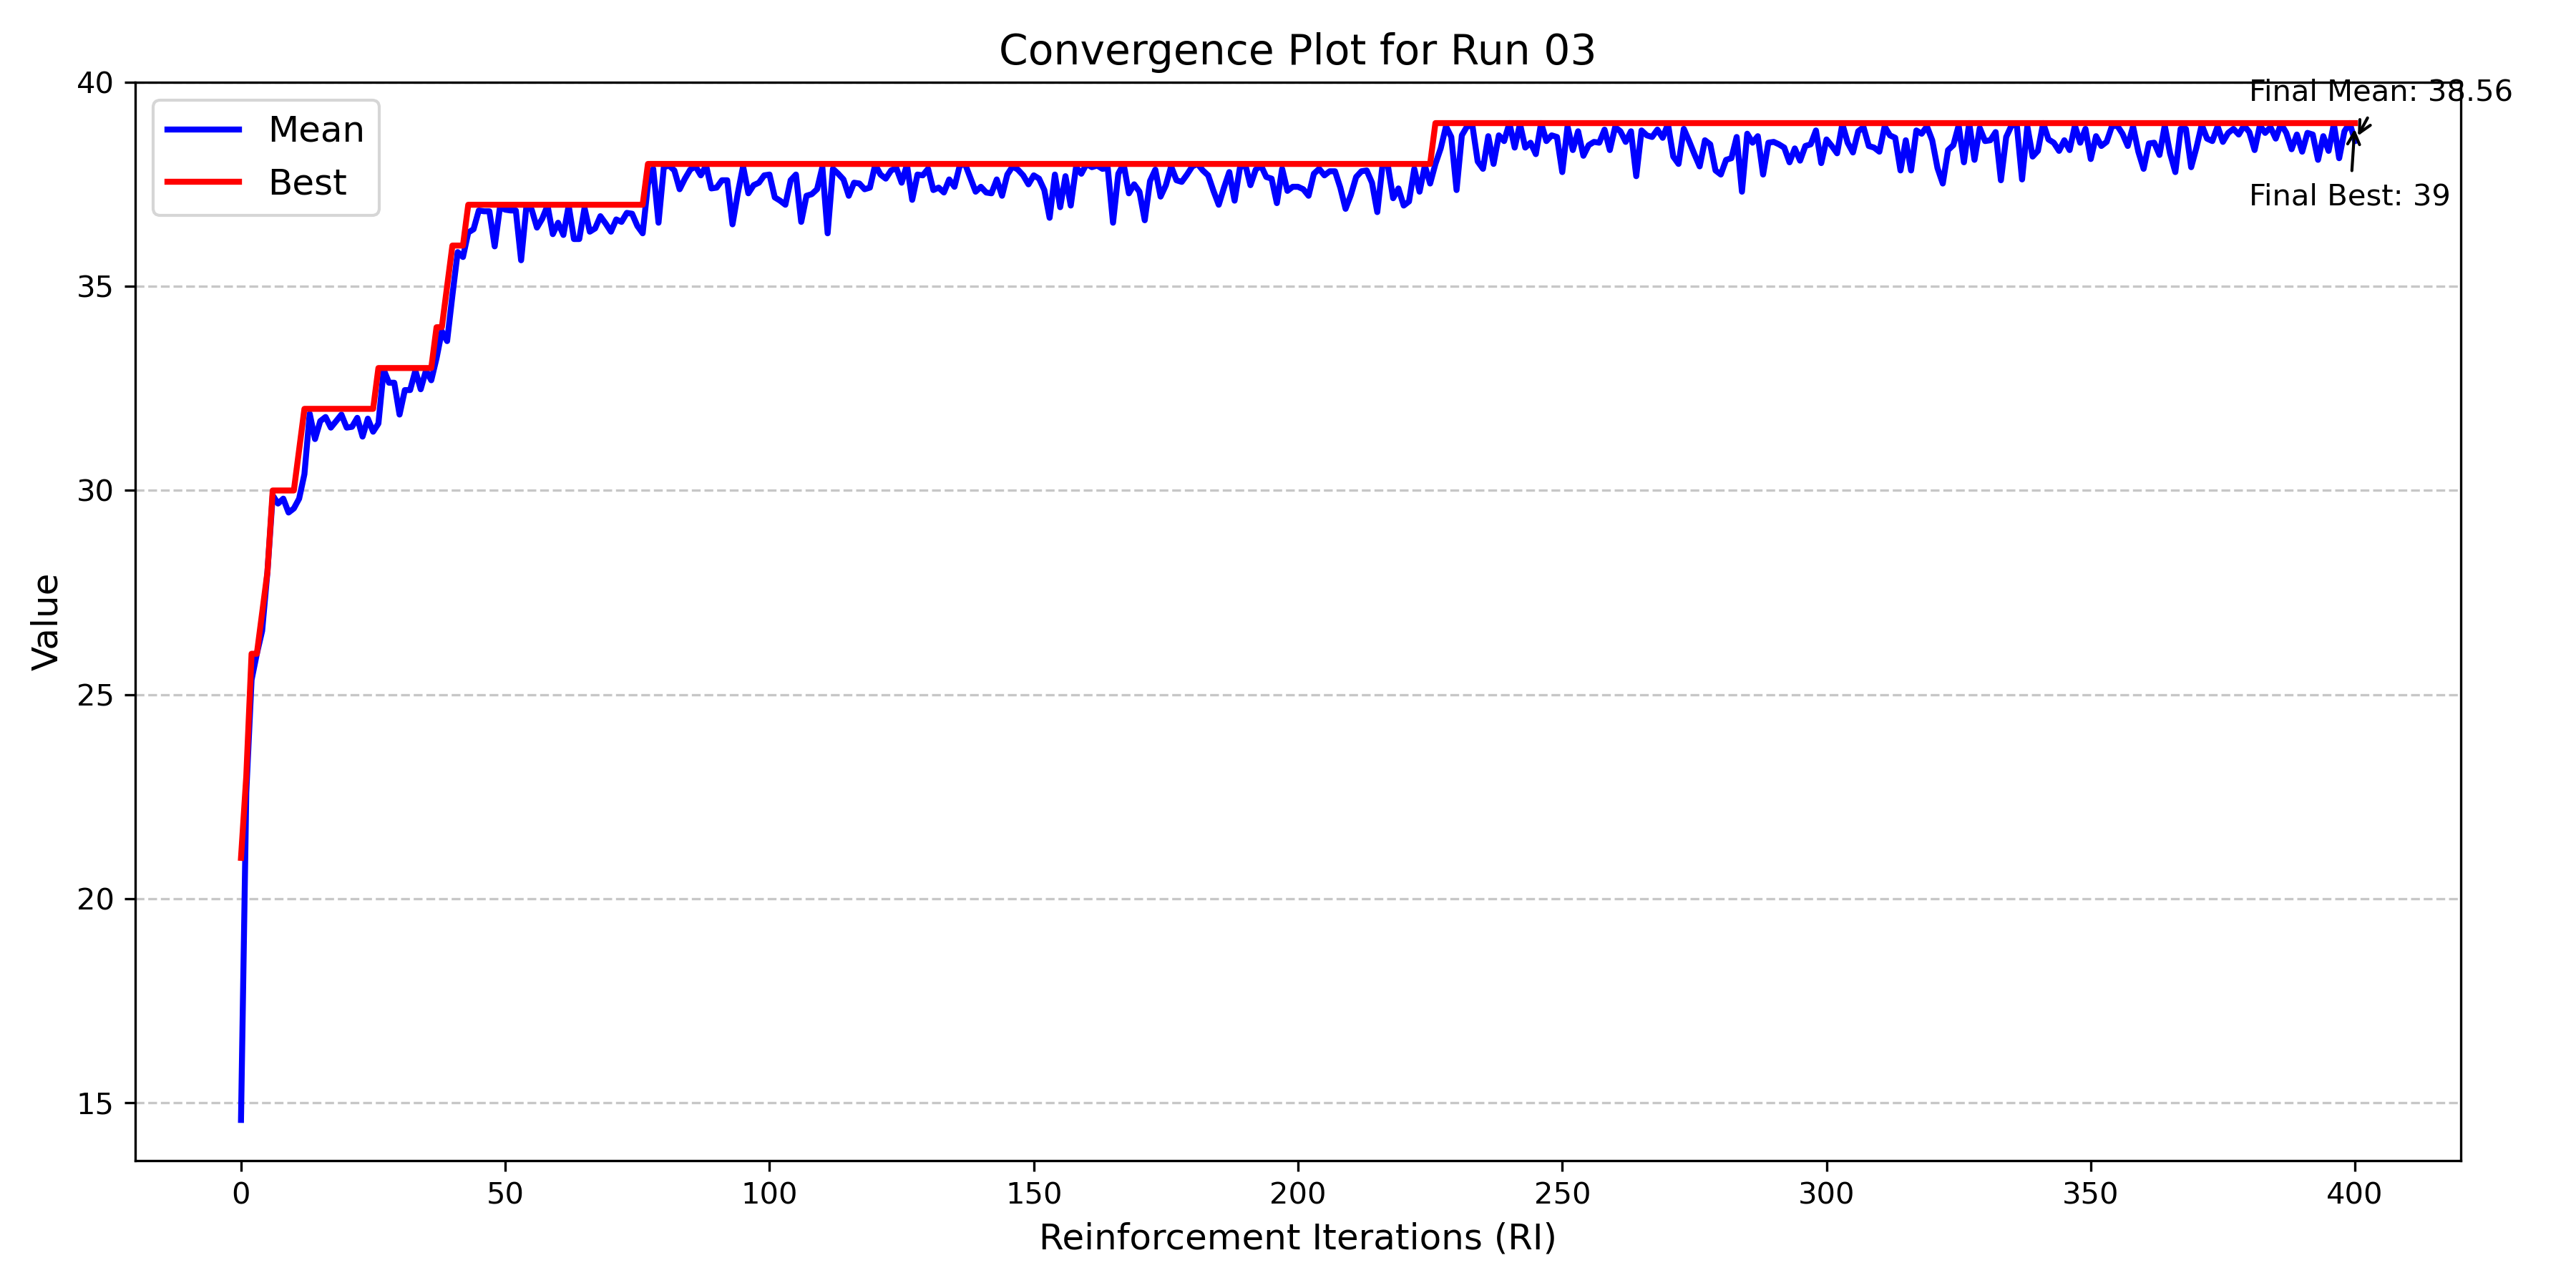 Convergence Plot for Run 03
40
35
30
25
20
15
Value
Mean
Best
Final Mean: 38.56
Final Best: 39
0
50
100
150
200
250
300
350
400
Reinforcement Iterations (RI)